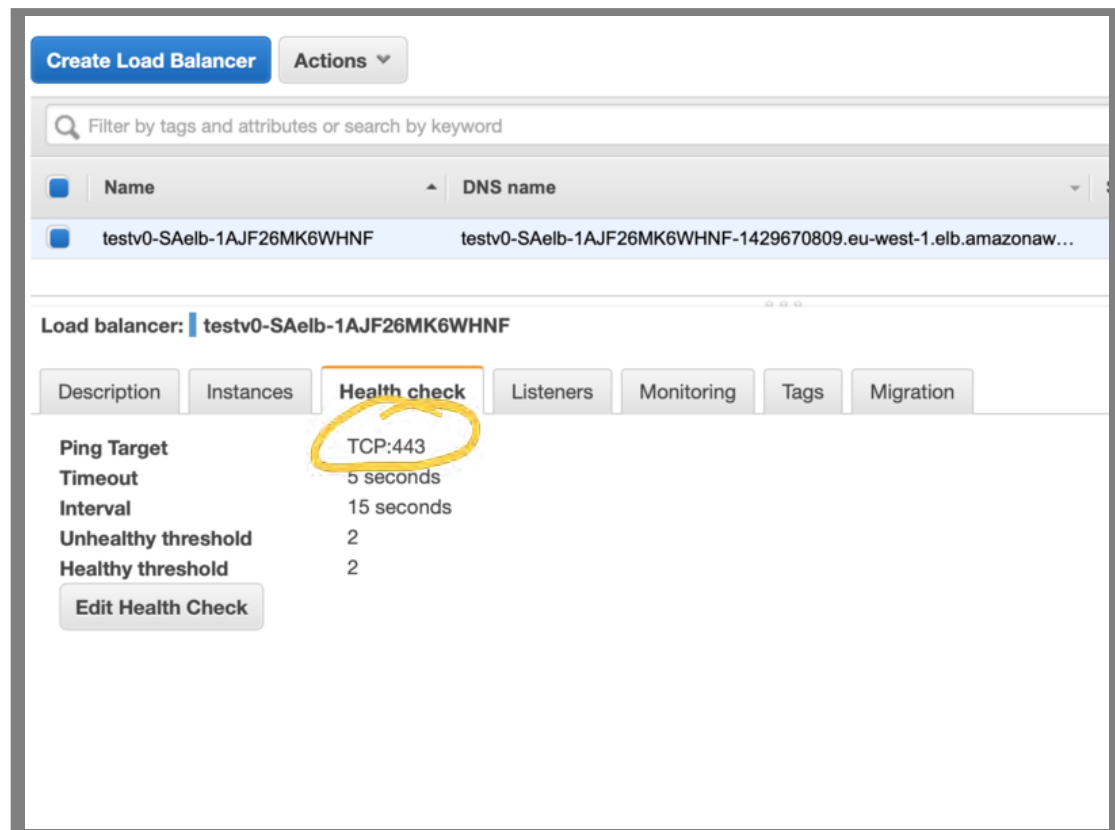 Create Load Balancer Actions
Filter by tags and attributes or search by keyword
Name DNS name
testv0-SAelb-1AJF26MK6WHNF testv0-SAelb-1AJF26MK6WHNF-1429670809.eu-west-1.elb.amazonaw...
Load balancer: testv0-SAelb-1AJF26MK6WHNF
Description Instances Health check Listeners Monitoring Tags Migration
Ping Target TCP:443
Timeout 5 seconds
Interval 15 seconds
Unhealthy threshold 2
Healthy threshold 2
Edit Health Check